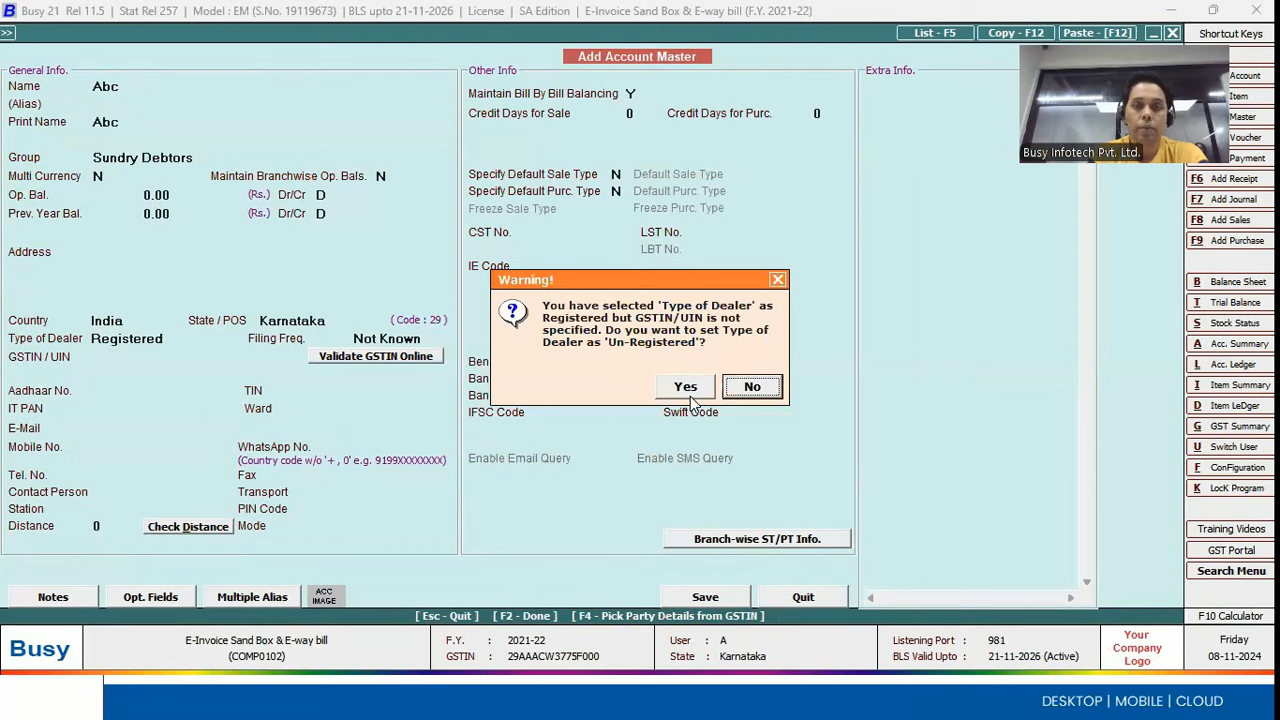 Busy 21 Rel 11.5 | Stat Rel 257 | Model : EM (S.No. 19119673) | BLS upto 21-11-2026 | License | SA Edition | E-Invoice Sand Box & E-way bill (F.Y. 2021-22)
>> List - F5 Copy - F12 Paste - [F12] Shortcut Keys
Add Account Master
General Info. Other Info Extra Info.
Name Abc
(Alias)
Print Name Abc
Group Sundry Debtors
Multi Currency N Maintain Branchwise Op. Bals. N
Op. Bal. 0.00 (Rs.) Dr/Cr D
Prev. Year Bal. 0.00 (Rs.) Dr/Cr D
Address
Country India State / POS Karnataka (Code : 29)
Type of Dealer Registered Filing Freq. Not Known
GSTIN / UIN Validate GSTIN Online
Aadhaar No. TIN
IT PAN Ward
E-Mail
Mobile No. WhatsApp No.
(Country code w/o '+ , 0' e.g. 9199XXXXXXXX)
Tel. No. Fax
Contact Person Transport
Station PIN Code
Distance 0 Check Distance Mode
Maintain Bill By Bill Balancing Y
Credit Days for Sale 0 Credit Days for Purc. 0
Specify Default Sale Type N Default Sale Type
Specify Default Purc. Type N Default Purc. Type
Freeze Sale Type Freeze Purc. Type
CST No. LST No.
LBT No.
IE Code
Warning!
You have selected 'Type of Dealer' as
Registered but GSTIN/UIN is not
specified. Do you want to set Type of
Dealer as 'Un-Registered'?
Yes No
Ben
Ban
Ban
IFSC Code Swift Code
Enable Email Query Enable SMS Query
Branch-wise ST/PT Info.
Notes Opt. Fields Multiple Alias ACC IMAGE Save Quit
[ Esc - Quit ] [ F2 - Done ] [ F4 - Pick Party Details from GSTIN ]
Busy Infotech Pvt. Ltd.
Account
Item
Master
Voucher
Payment
F6 Add Receipt
F7 Add Journal
F8 Add Sales
F9 Add Purchase
B Balance Sheet
T Trial Balance
S Stock Status
A Acc. Summary
L Acc. Ledger
I Item Summary
D Item LeDger
G GST Summary
U Switch User
F ConFiguration
K LocK Program
Training Videos
GST Portal
Search Menu
F10 Calculator
Busy
E-Invoice Sand Box & E-way bill
(COMP0102)
F.Y. : 2021-22
GSTIN : 29AAACW3775F000
User : A
State : Karnataka
Listening Port : 981
BLS Valid Upto : 21-11-2026 (Active)
Your
Company
Logo
Friday
08-11-2024
DESKTOP | MOBILE | CLOUD